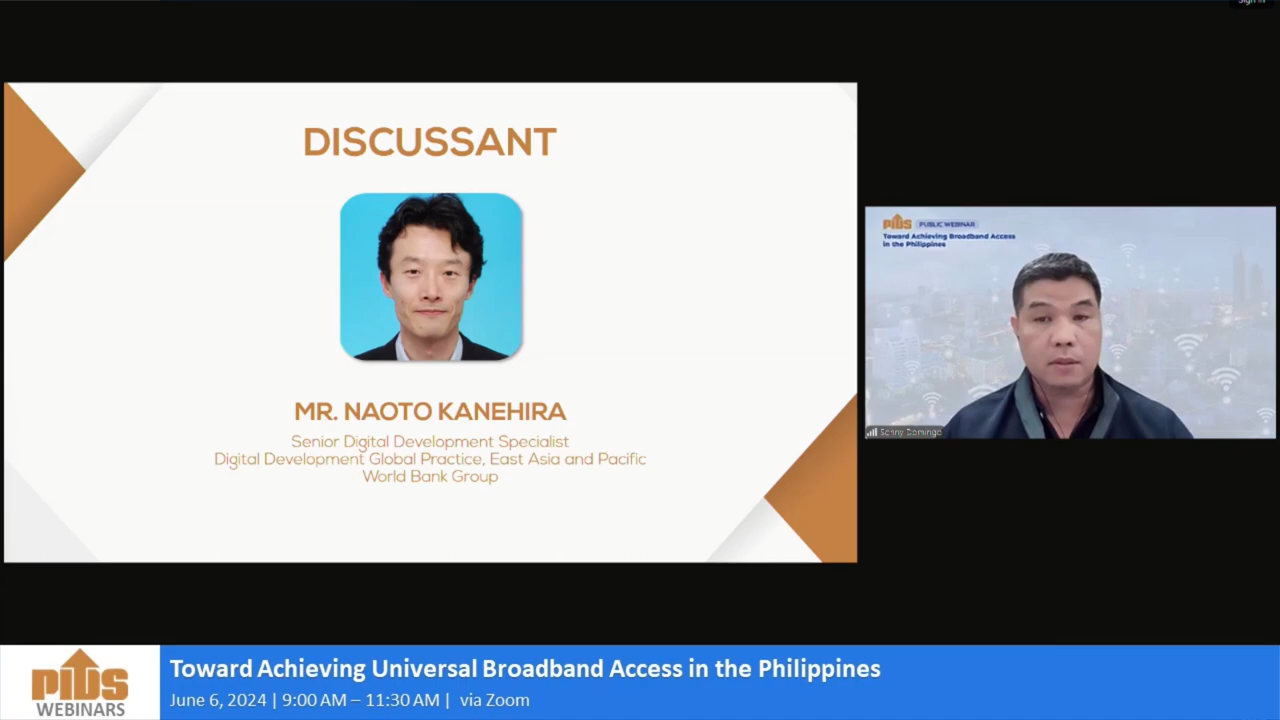 Sign in
DISCUSSANT
MR. NAOTO KANEHIRA
Senior Digital Development Specialist
Digital Development Global Practice, East Asia and Pacific
World Bank Group
PIDS PUBLIC WEBINAR
Toward Achieving Broadband Access
in the Philippines
Sonny Domingo
PIDS
WEBINARS
Toward Achieving Universal Broadband Access in the Philippines
June 6, 2024 | 9:00 AM – 11:30 AM | via Zoom